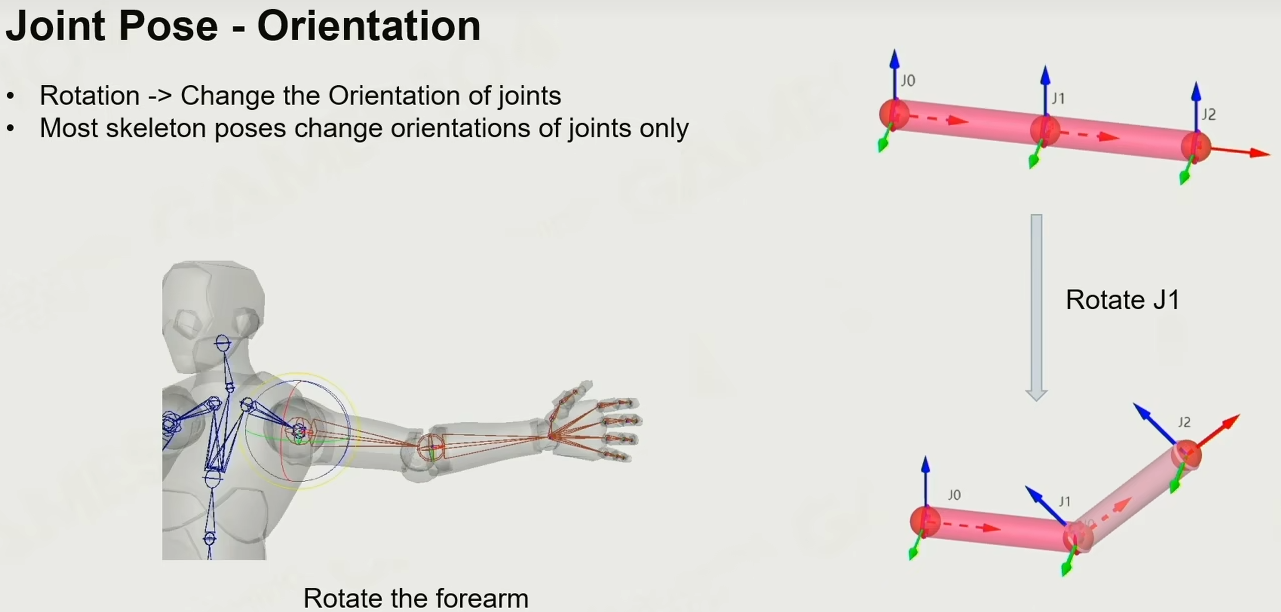 Joint Pose - Orientation
• Rotation -> Change the Orientation of joints
• Most skeleton poses change orientations of joints only
J0
J1
J2
Rotate J1
J2
J0
J1
Rotate the forearm